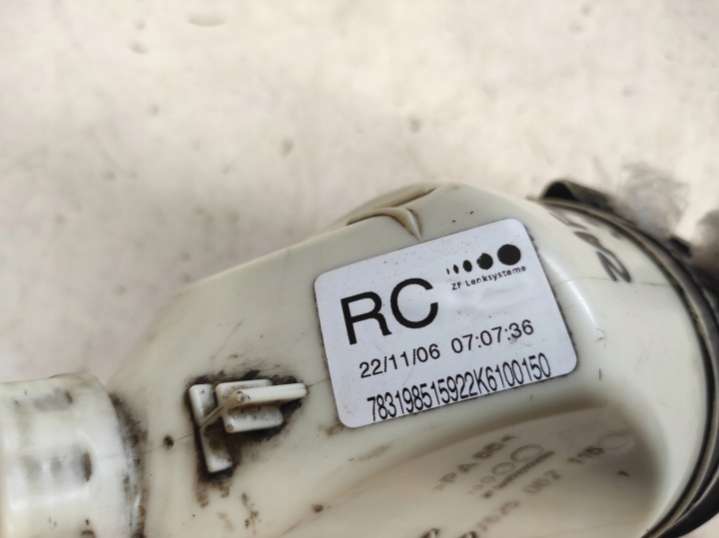 RC
ZF Lenksysteme
22/11/06 07:07:36
783198515922K6100150